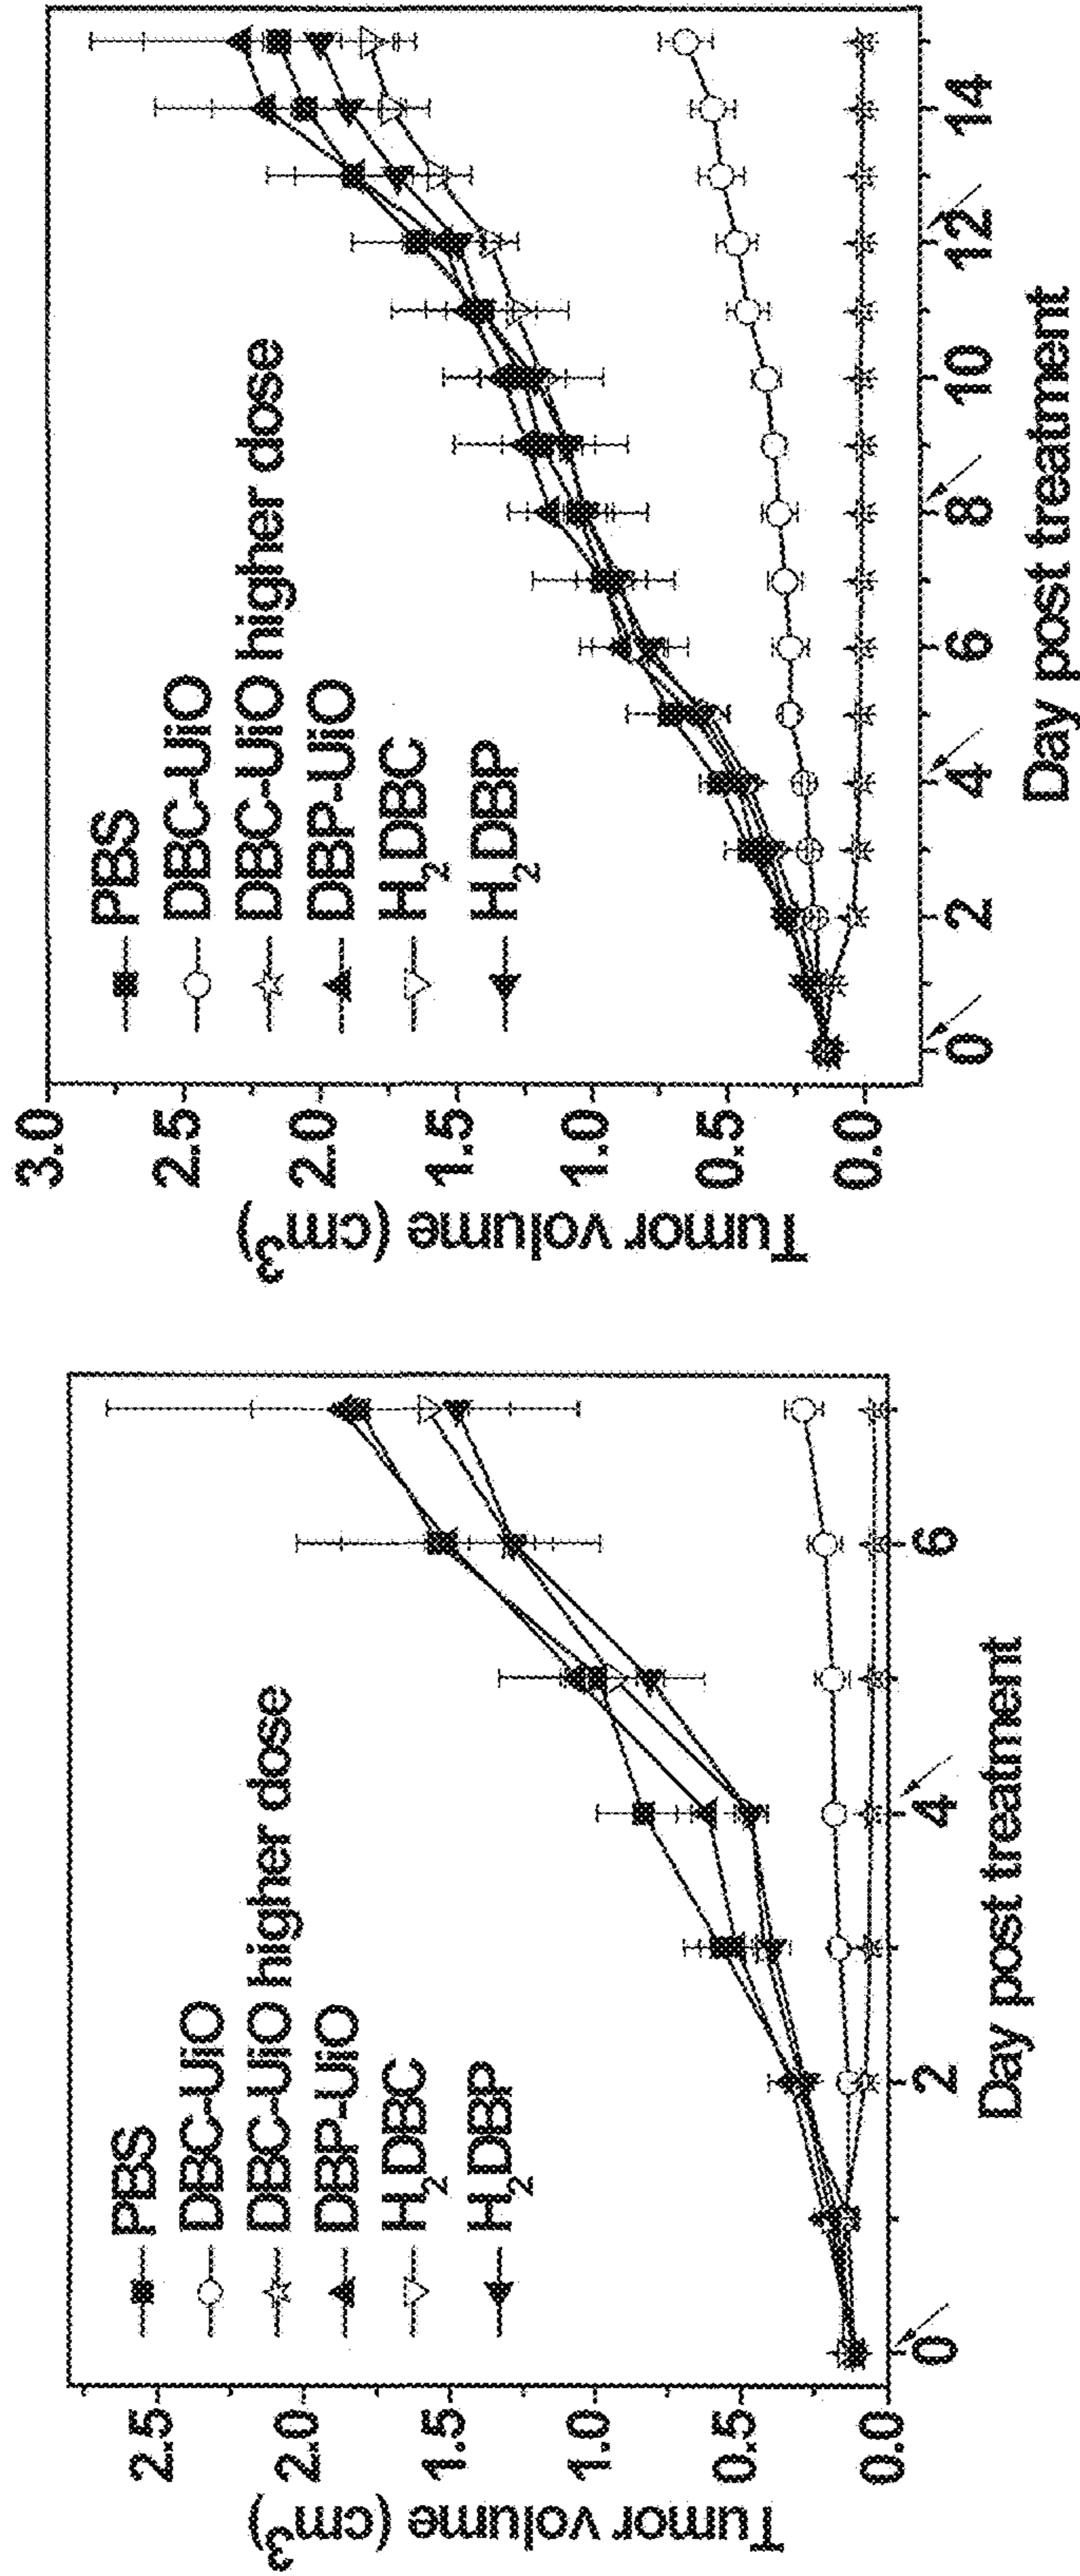 Tumor volume (cm³)
2.5
2.0
1.5
1.0
0.5
0.0
PBS
DBC-UiO
DBC-UiO higher dose
DBP-UiO
H₂DBC
H₂DBP
0 2 4 6
Day post treatment
Tumor volume (cm³)
3.0
2.5
2.0
1.5
1.0
0.5
0.0
PBS
DBC-UiO
DBC-UiO higher dose
DBP-UiO
H₂DBC
H₂DBP
0 2 4 6 8 10 12 14
Day post treatment